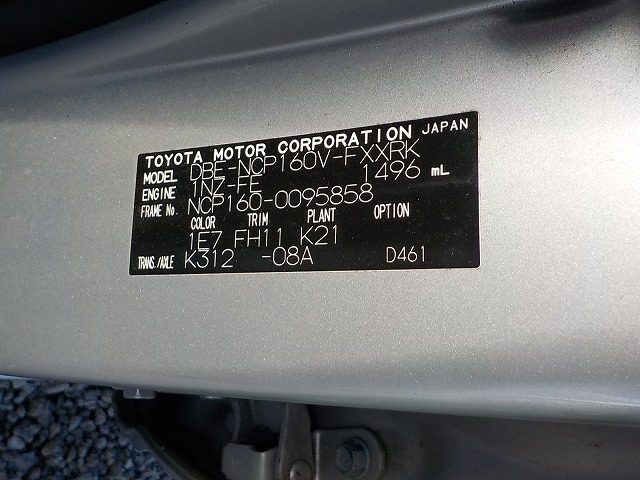 TOYOTA MOTOR CORPORATION JAPAN
MODEL DBE-NCP160V-FXXRK
ENGINE 1NZ-FE 1496 mL
FRAME No. NCP160-0095858
COLOR TRIM PLANT OPTION
1E7 FH11 K21
TRANS./AXLE K312 -08A D461